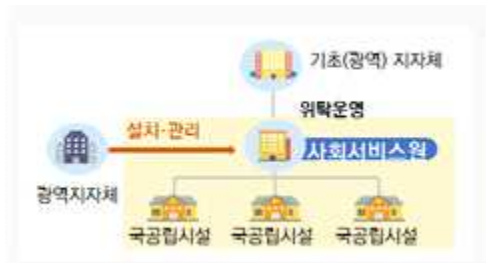 기초(광역) 지자체
위탁운영
설치·관리
사회서비스원
광역지자체
국공립시설 국공립시설 국공립시설